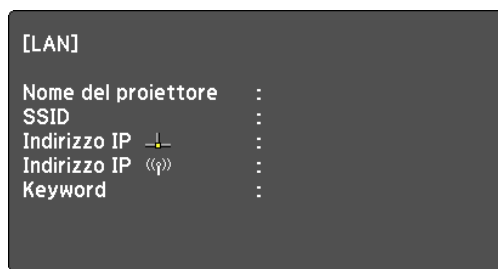 [LAN]
Nome del proiettore :
SSID :
Indirizzo IP :
Indirizzo IP :
Keyword :